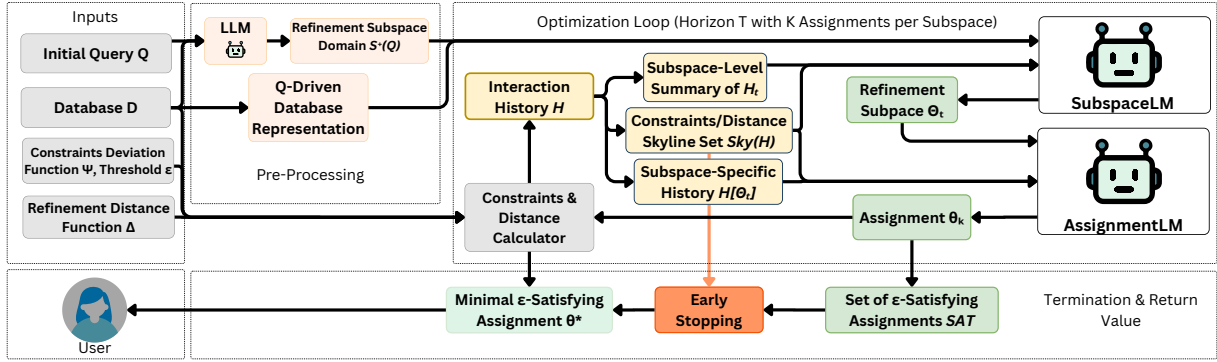 Inputs
Initial Query Q
Database D
Constraints Deviation
Function Ψ, Threshold ε
Refinement Distance
Function Δ
LLM
Refinement Subspace
Domain S⁺(Q)
Q-Driven
Database
Representation
Pre-Processing
Optimization Loop (Horizon T with K Assignments per Subspace)
Interaction
History H
Subspace-Level
Summary of Hₜ
Constraints/Distance
Skyline Set Sky(H)
Subspace-Specific
History H[Θₜ]
Constraints &
Distance
Calculator
Refinement
Subpace Θₜ
Assignment θₖ
SubspaceLM
AssignmentLM
User
Minimal ε-Satisfying
Assignment θ*
Early
Stopping
Set of ε-Satisfying
Assignments SAT
Termination & Return
Value